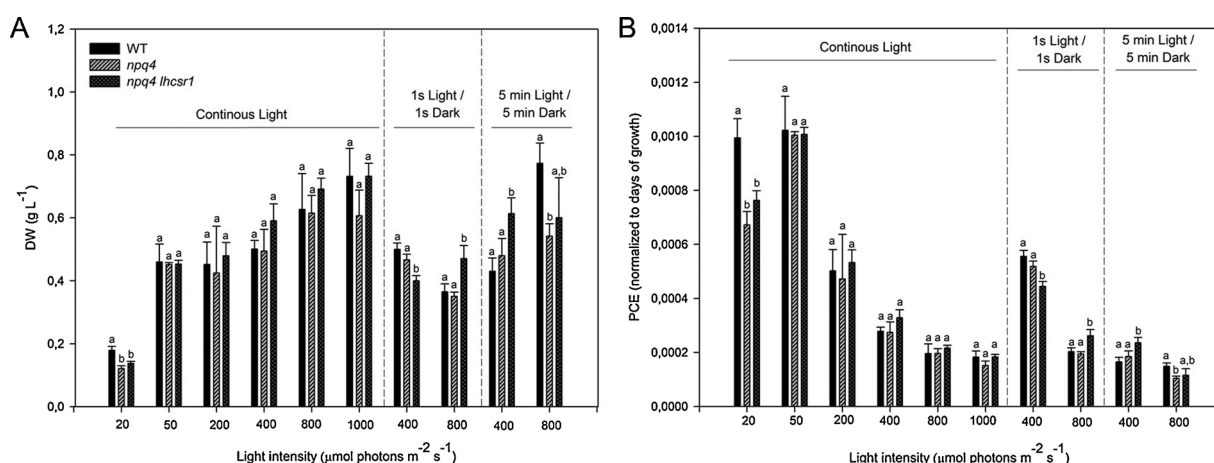 A
1,2
1,0
0,8
0,6
0,4
0,2
0,0
DW (g L⁻¹)
WT
npq4
npq4 lhcsr1
Continous Light
1s Light /
1s Dark
5 min Light /
5 min Dark
a b b
a a a
a a a
a a a
a a a
a a a
a a b
a a b
a a b
a b a,b
20 50 200 400 800 1000 400 800 400 800
Light intensity (μmol photons m⁻² s⁻¹)
B
0,0014
0,0012
0,0010
0,0008
0,0006
0,0004
0,0002
0,0000
PCE (normalized to days of growth)
Continous Light
1s Light /
1s Dark
5 min Light /
5 min Dark
a b b
a a a
a a a
a a a
a a a
a a a
a a b
a a b
a a b
a b a,b
20 50 200 400 800 1000 400 800 400 800
Light intensity (μmol photons m⁻² s⁻¹)